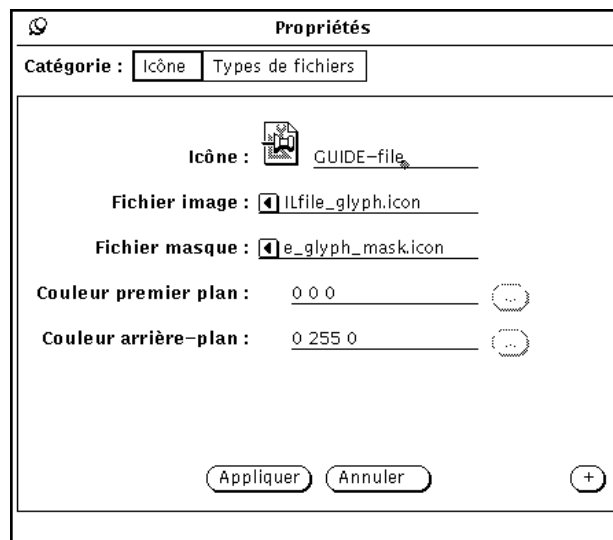 Propriétés
Catégorie : Icône Types de fichiers
Icône : GUIDE-file
Fichier image : ILfile_glyph.icon
Fichier masque : e_glyph_mask.icon
Couleur premier plan : 0 0 0 ...
Couleur arrière-plan : 0 255 0 ...
Appliquer Annuler +